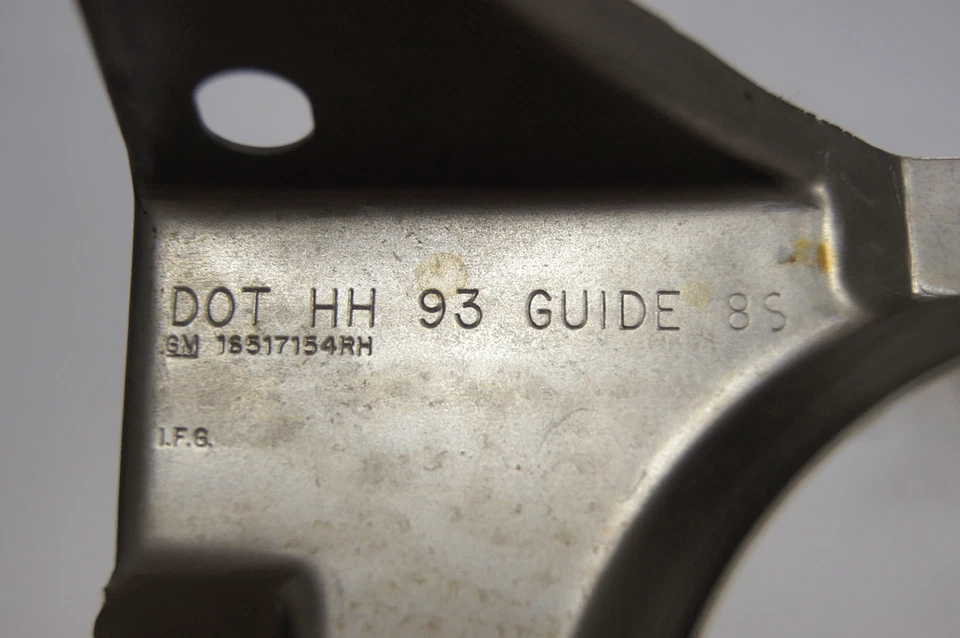 DOT HH 93 GUIDE 8S
GM 16517154RH
I.F.G.